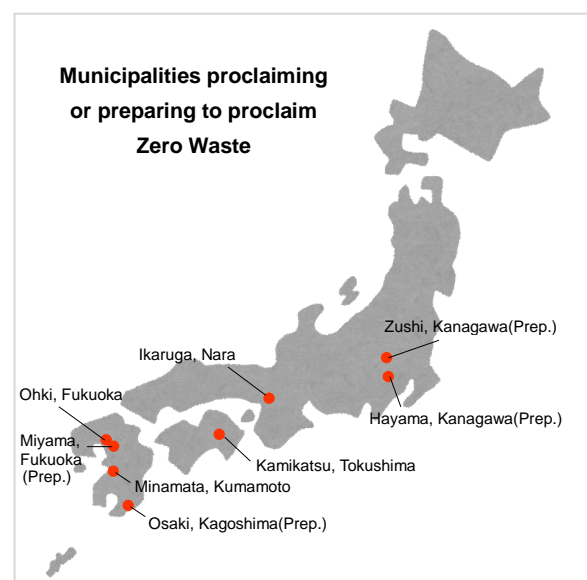 Municipalities proclaiming
or preparing to proclaim
Zero Waste
Zushi, Kanagawa(Prep.)
Ikaruga, Nara
Hayama, Kanagawa(Prep.)
Ohki, Fukuoka
Miyama,
Fukuoka
(Prep.)
Kamikatsu, Tokushima
Minamata, Kumamoto
Osaki, Kagoshima(Prep.)